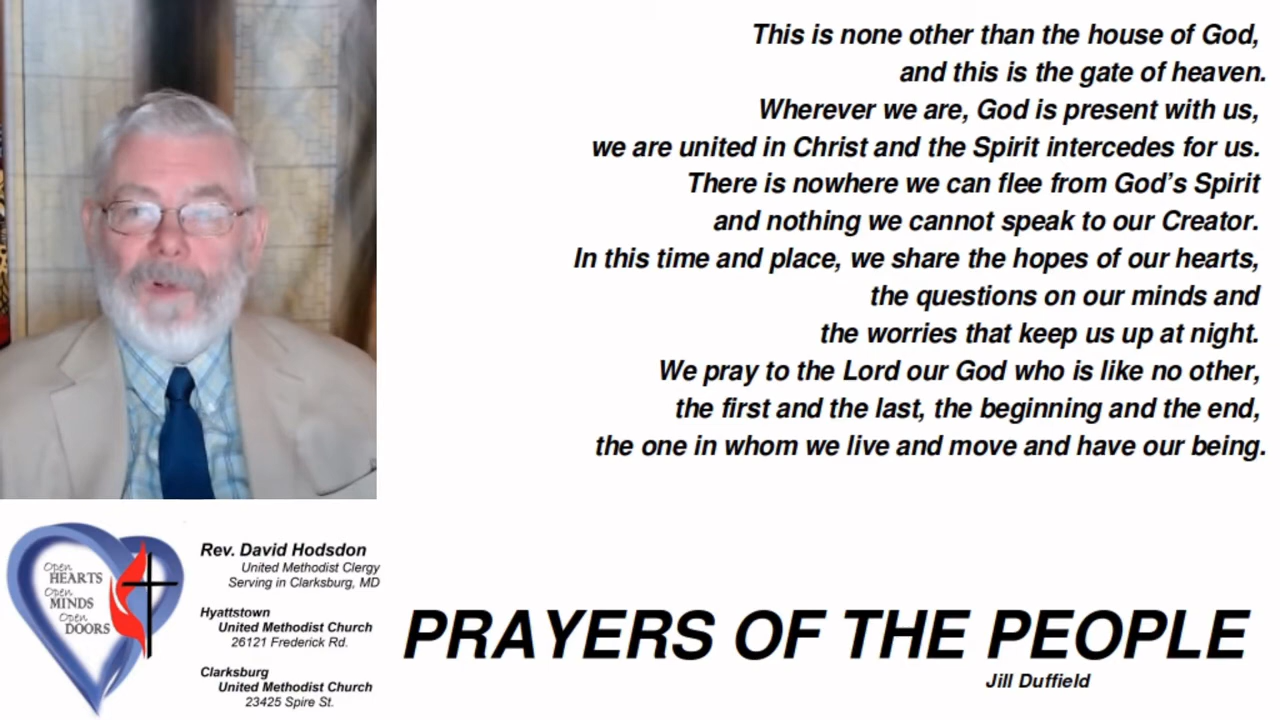 This is none other than the house of God,
and this is the gate of heaven.
Wherever we are, God is present with us,
we are united in Christ and the Spirit intercedes for us.
There is nowhere we can flee from God’s Spirit
and nothing we cannot speak to our Creator.
In this time and place, we share the hopes of our hearts,
the questions on our minds and
the worries that keep us up at night.
We pray to the Lord our God who is like no other,
the first and the last, the beginning and the end,
the one in whom we live and move and have our being.
Open
HEARTS
Open
MINDS
Open
DOORS
Rev. David Hodsdon
United Methodist Clergy
Serving in Clarksburg, MD
Hyattstown
United Methodist Church
26121 Frederick Rd.
Clarksburg
United Methodist Church
23425 Spire St.
PRAYERS OF THE PEOPLE
Jill Duffield